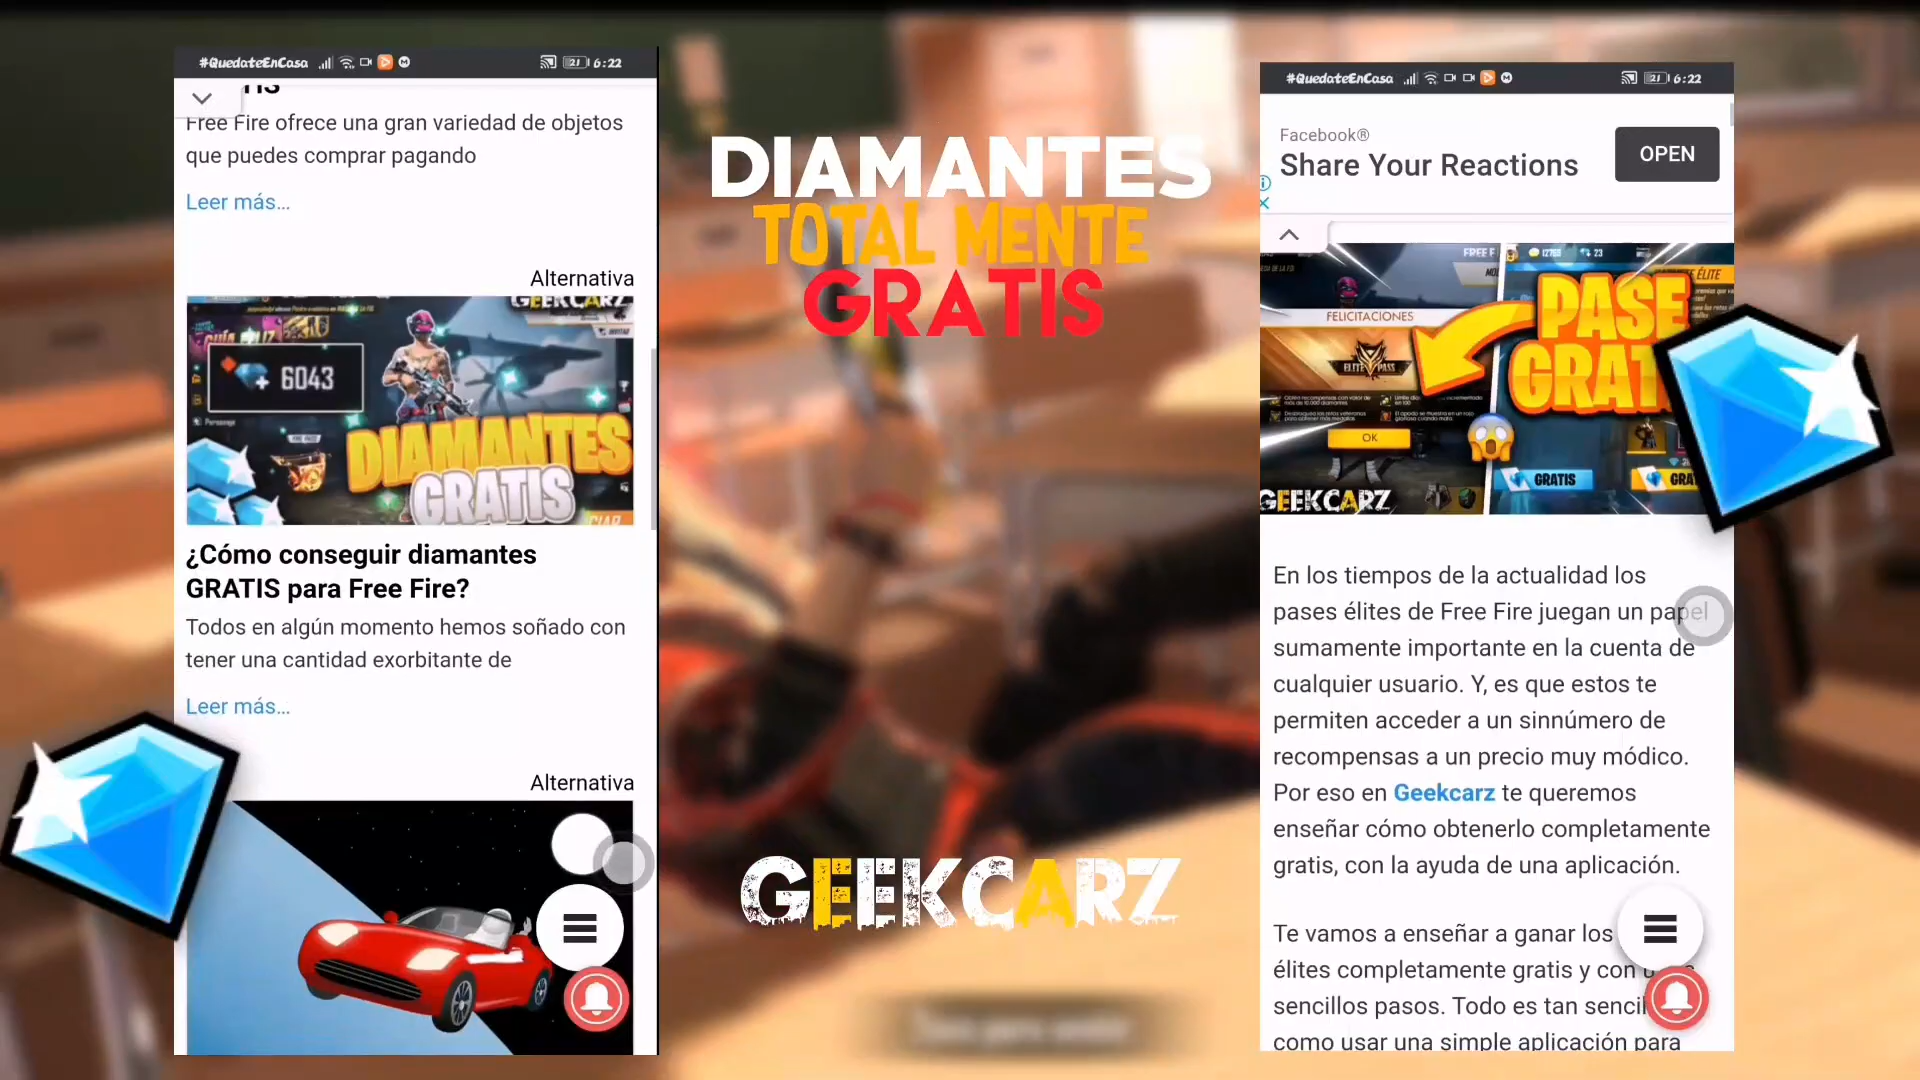 #QuedateEnCasa
21
6:22
Free Fire ofrece una gran variedad de objetos
que puedes comprar pagando
Leer más...
Alternativa
GEEKCARZ
6043
DIAMANTES
GRATIS
¿Cómo conseguir diamantes
GRATIS para Free Fire?
Todos en algún momento hemos soñado con
tener una cantidad exorbitante de
Leer más...
Alternativa
DIAMANTES
TOTAL MENTE
GRATIS
GEEKCARZ
#QuedateEnCasa
21
6:22
Facebook®
Share Your Reactions
OPEN
FELICITACIONES
ELITE PASS
OK
PASE
GRAT
GRATIS
GRA
GEEKCARZ
En los tiempos de la actualidad los
pases élites de Free Fire juegan un papel
sumamente importante en la cuenta de
cualquier usuario. Y, es que estos te
permiten acceder a un sinnúmero de
recompensas a un precio muy módico.
Por eso en Geekcarz te queremos
enseñar cómo obtenerlo completamente
gratis, con la ayuda de una aplicación.
Te vamos a enseñar a ganar los
élites completamente gratis y con
sencillos pasos. Todo es tan sencil
como usar una simple aplicación para